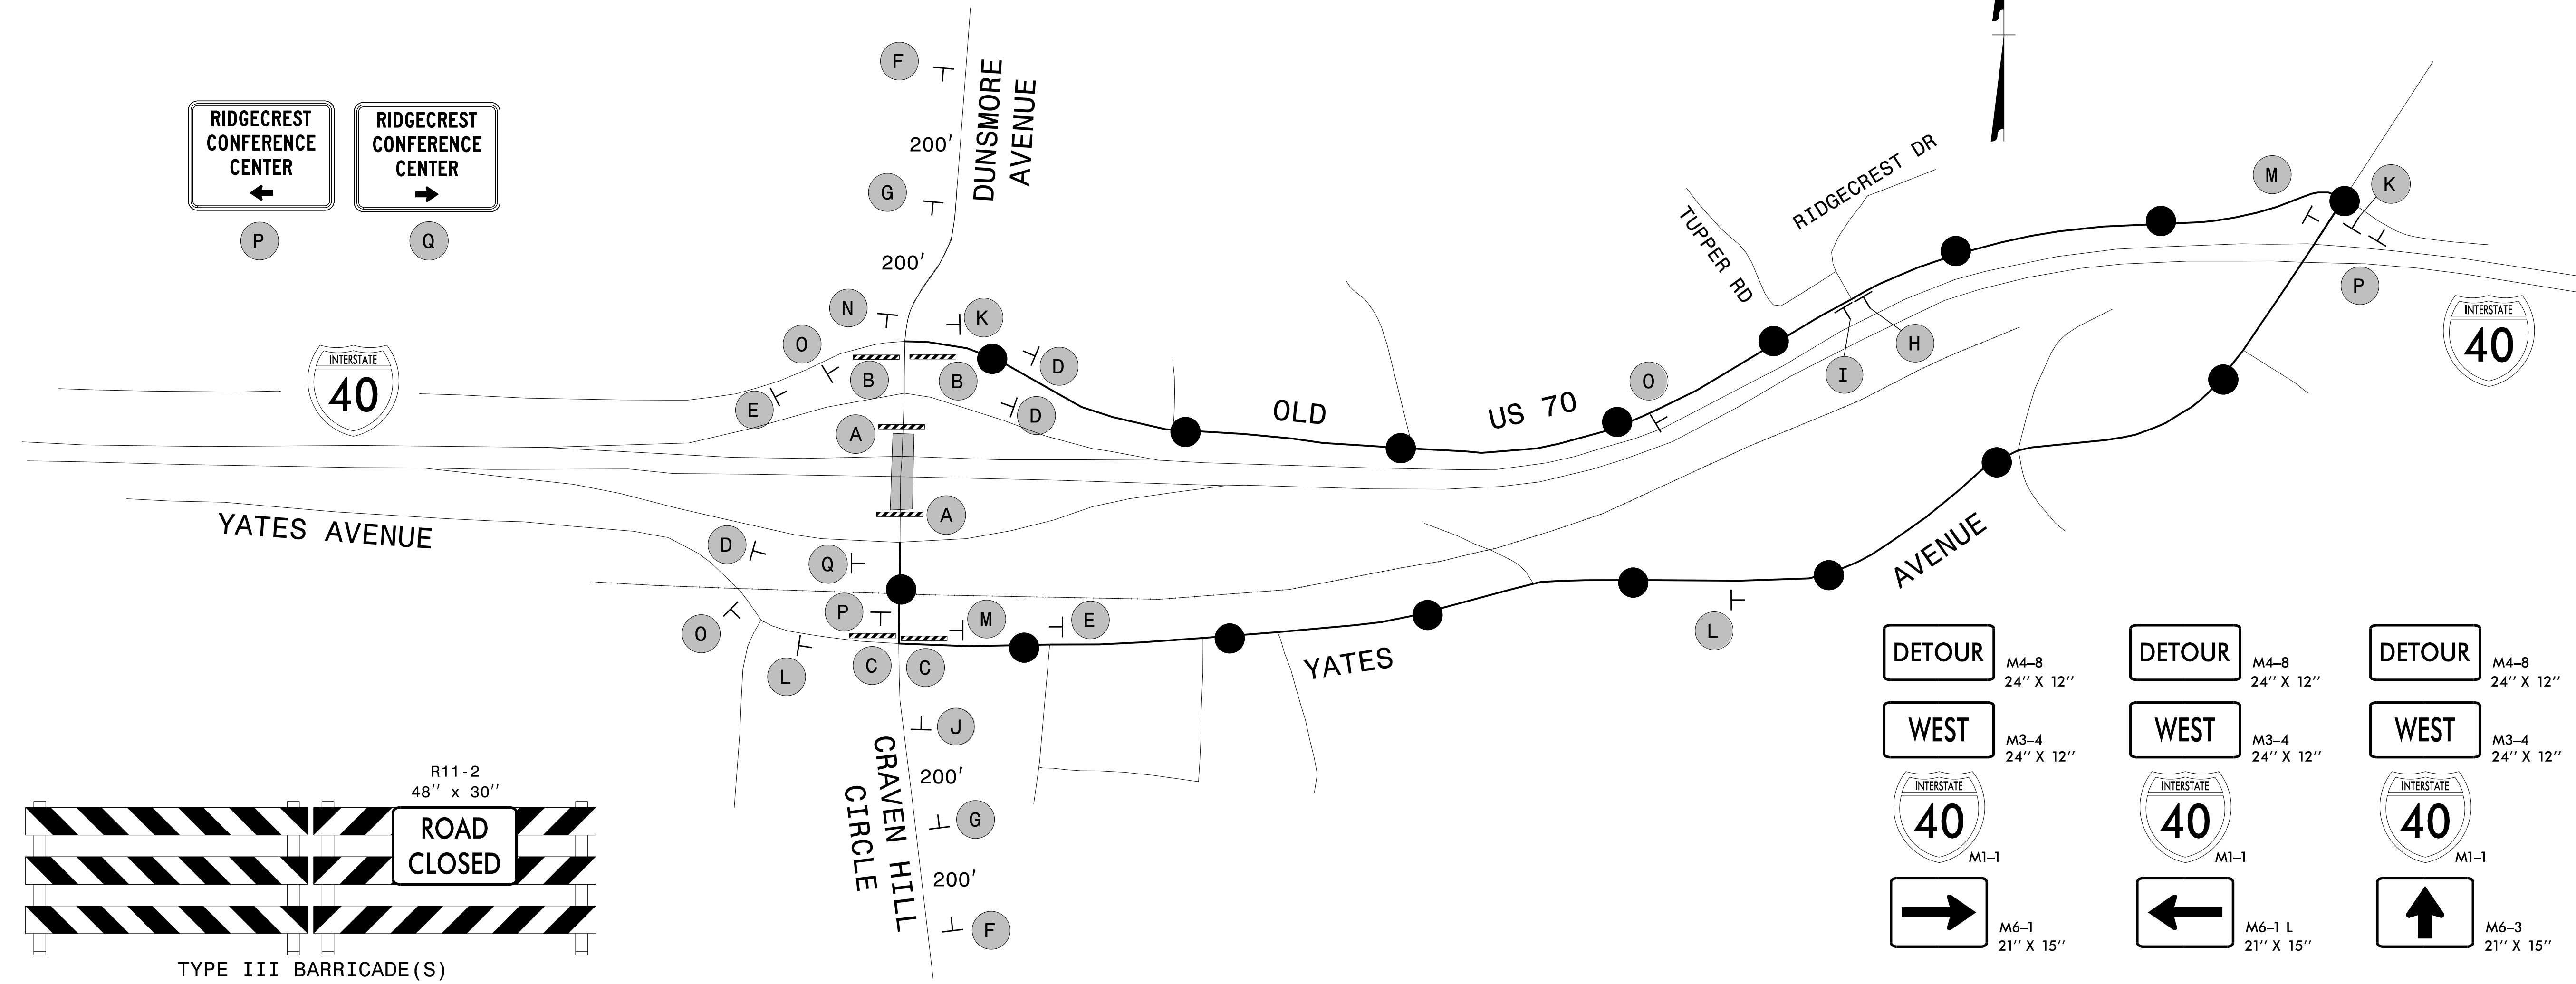 F
DUNSMORE
AVENUE
200'
G
200'
RIDGECREST
CONFERENCE
CENTER
P
RIDGECREST
CONFERENCE
CENTER
Q
N
K
O
B
B
D
E
D
A
A
INTERSTATE
40
OLD
US 70
O
TUPPER RD
RIDGECREST DR
I
H
M
K
P
INTERSTATE
40
YATES AVENUE
D
Q
P
M
E
O
L
C
C
YATES
AVENUE
L
J
200'
G
200'
F
CRAVEN HILL
CIRCLE
R11-2
48'' x 30''
ROAD
CLOSED
TYPE III BARRICADE(S)
DETOUR
M4-8
24'' X 12''
WEST
M3-4
24'' X 12''
INTERSTATE
40
M1-1
M6-1
21'' X 15''
DETOUR
M4-8
24'' X 12''
WEST
M3-4
24'' X 12''
INTERSTATE
40
M1-1
M6-1 L
21'' X 15''
DETOUR
M4-8
24'' X 12''
WEST
M3-4
24'' X 12''
INTERSTATE
40
M1-1
M6-3
21'' X 15''